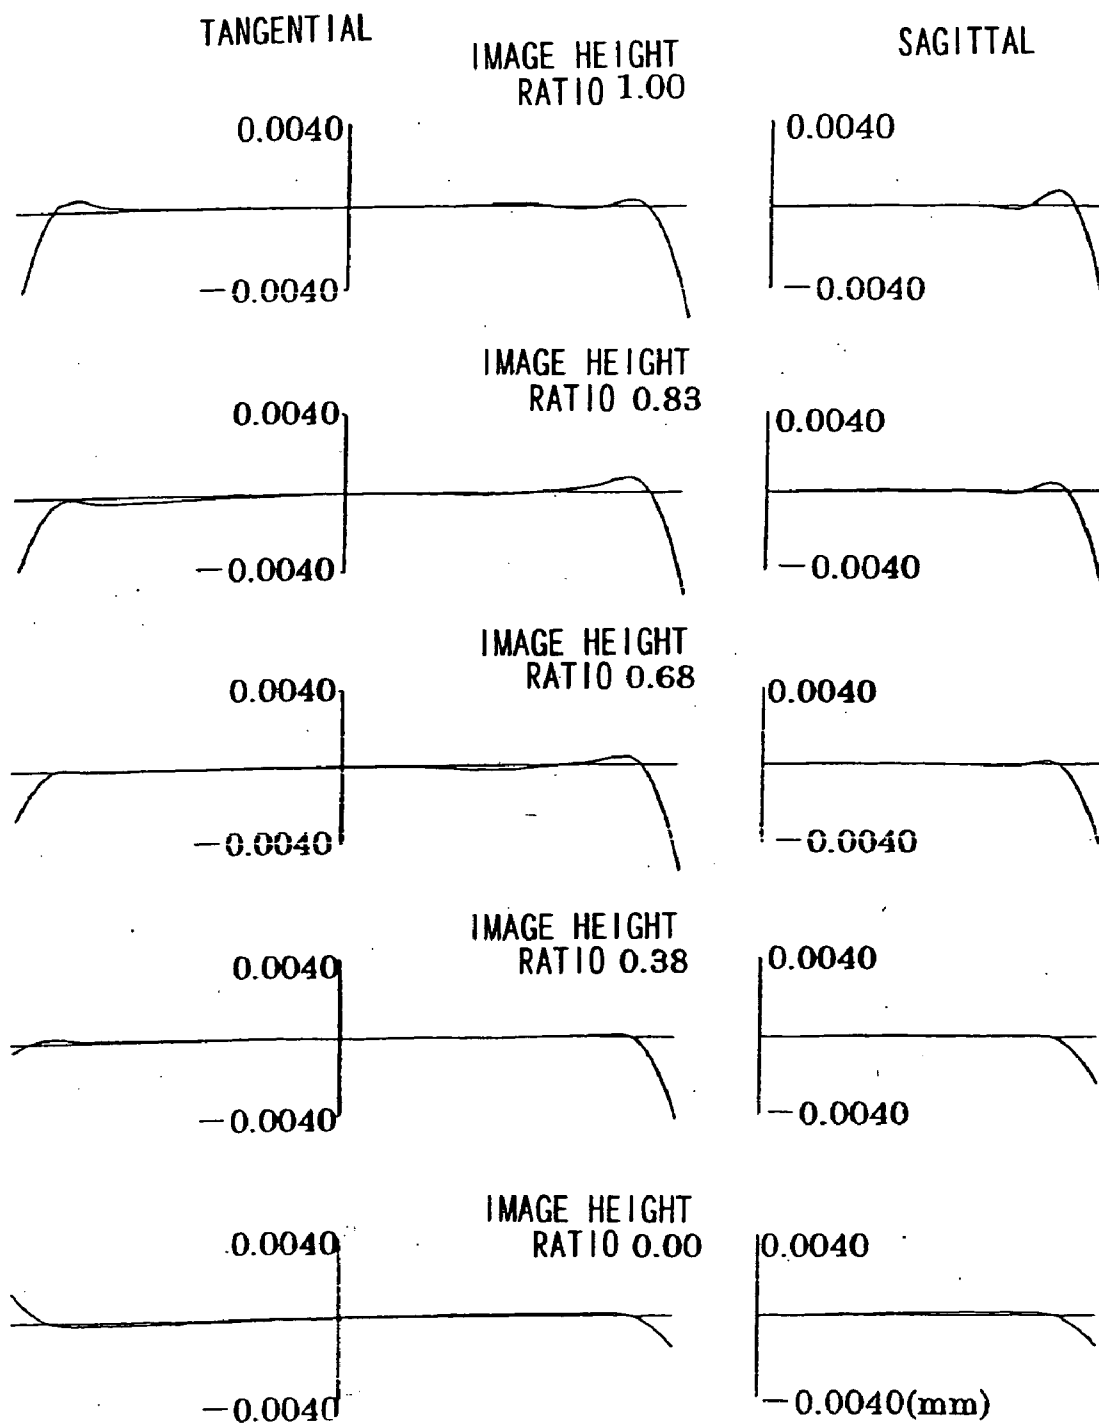 TANGENTIAL
SAGITTAL
IMAGE HEIGHT
RATIO 1.00
0.0040
0.0040
−0.0040
−0.0040
IMAGE HEIGHT
RATIO 0.83
0.0040
0.0040
−0.0040
−0.0040
IMAGE HEIGHT
RATIO 0.68
0.0040
0.0040
−0.0040
−0.0040
IMAGE HEIGHT
RATIO 0.38
0.0040
0.0040
−0.0040
−0.0040
IMAGE HEIGHT
RATIO 0.00
0.0040
0.0040
−0.0040
−0.0040(mm)